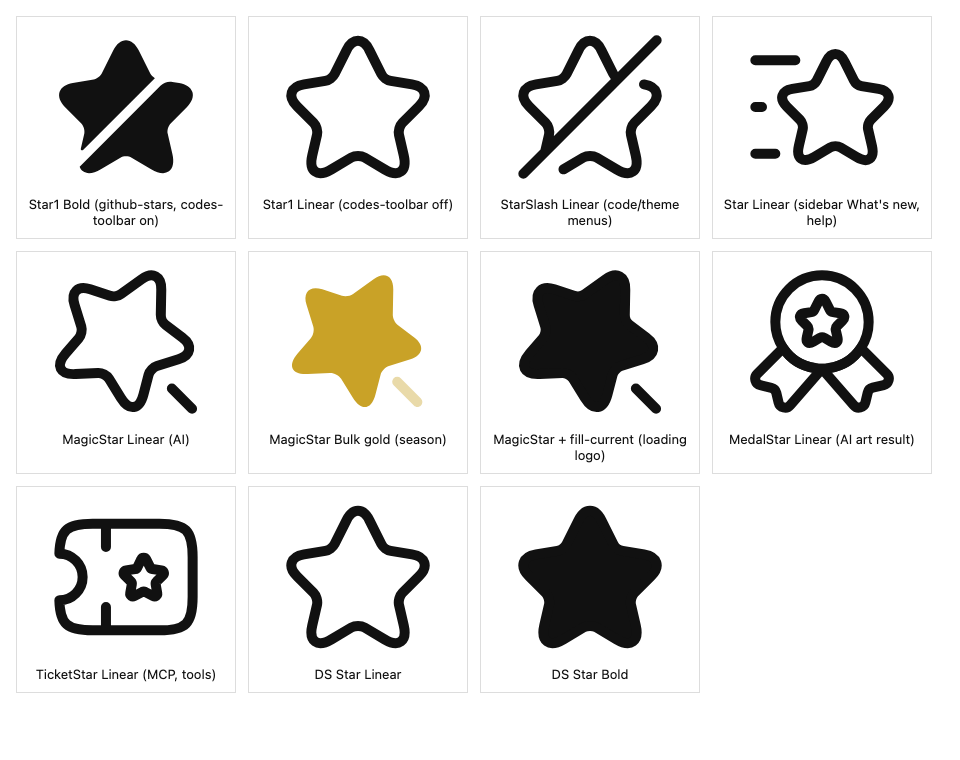 Star1 Bold (github-stars, codes-
toolbar on)
Star1 Linear (codes-toolbar off)
StarSlash Linear (code/theme
menus)
Star Linear (sidebar What's new,
help)
MagicStar Linear (AI)
MagicStar Bulk gold (season)
MagicStar + fill-current (loading
logo)
MedalStar Linear (AI art result)
TicketStar Linear (MCP, tools)
DS Star Linear
DS Star Bold